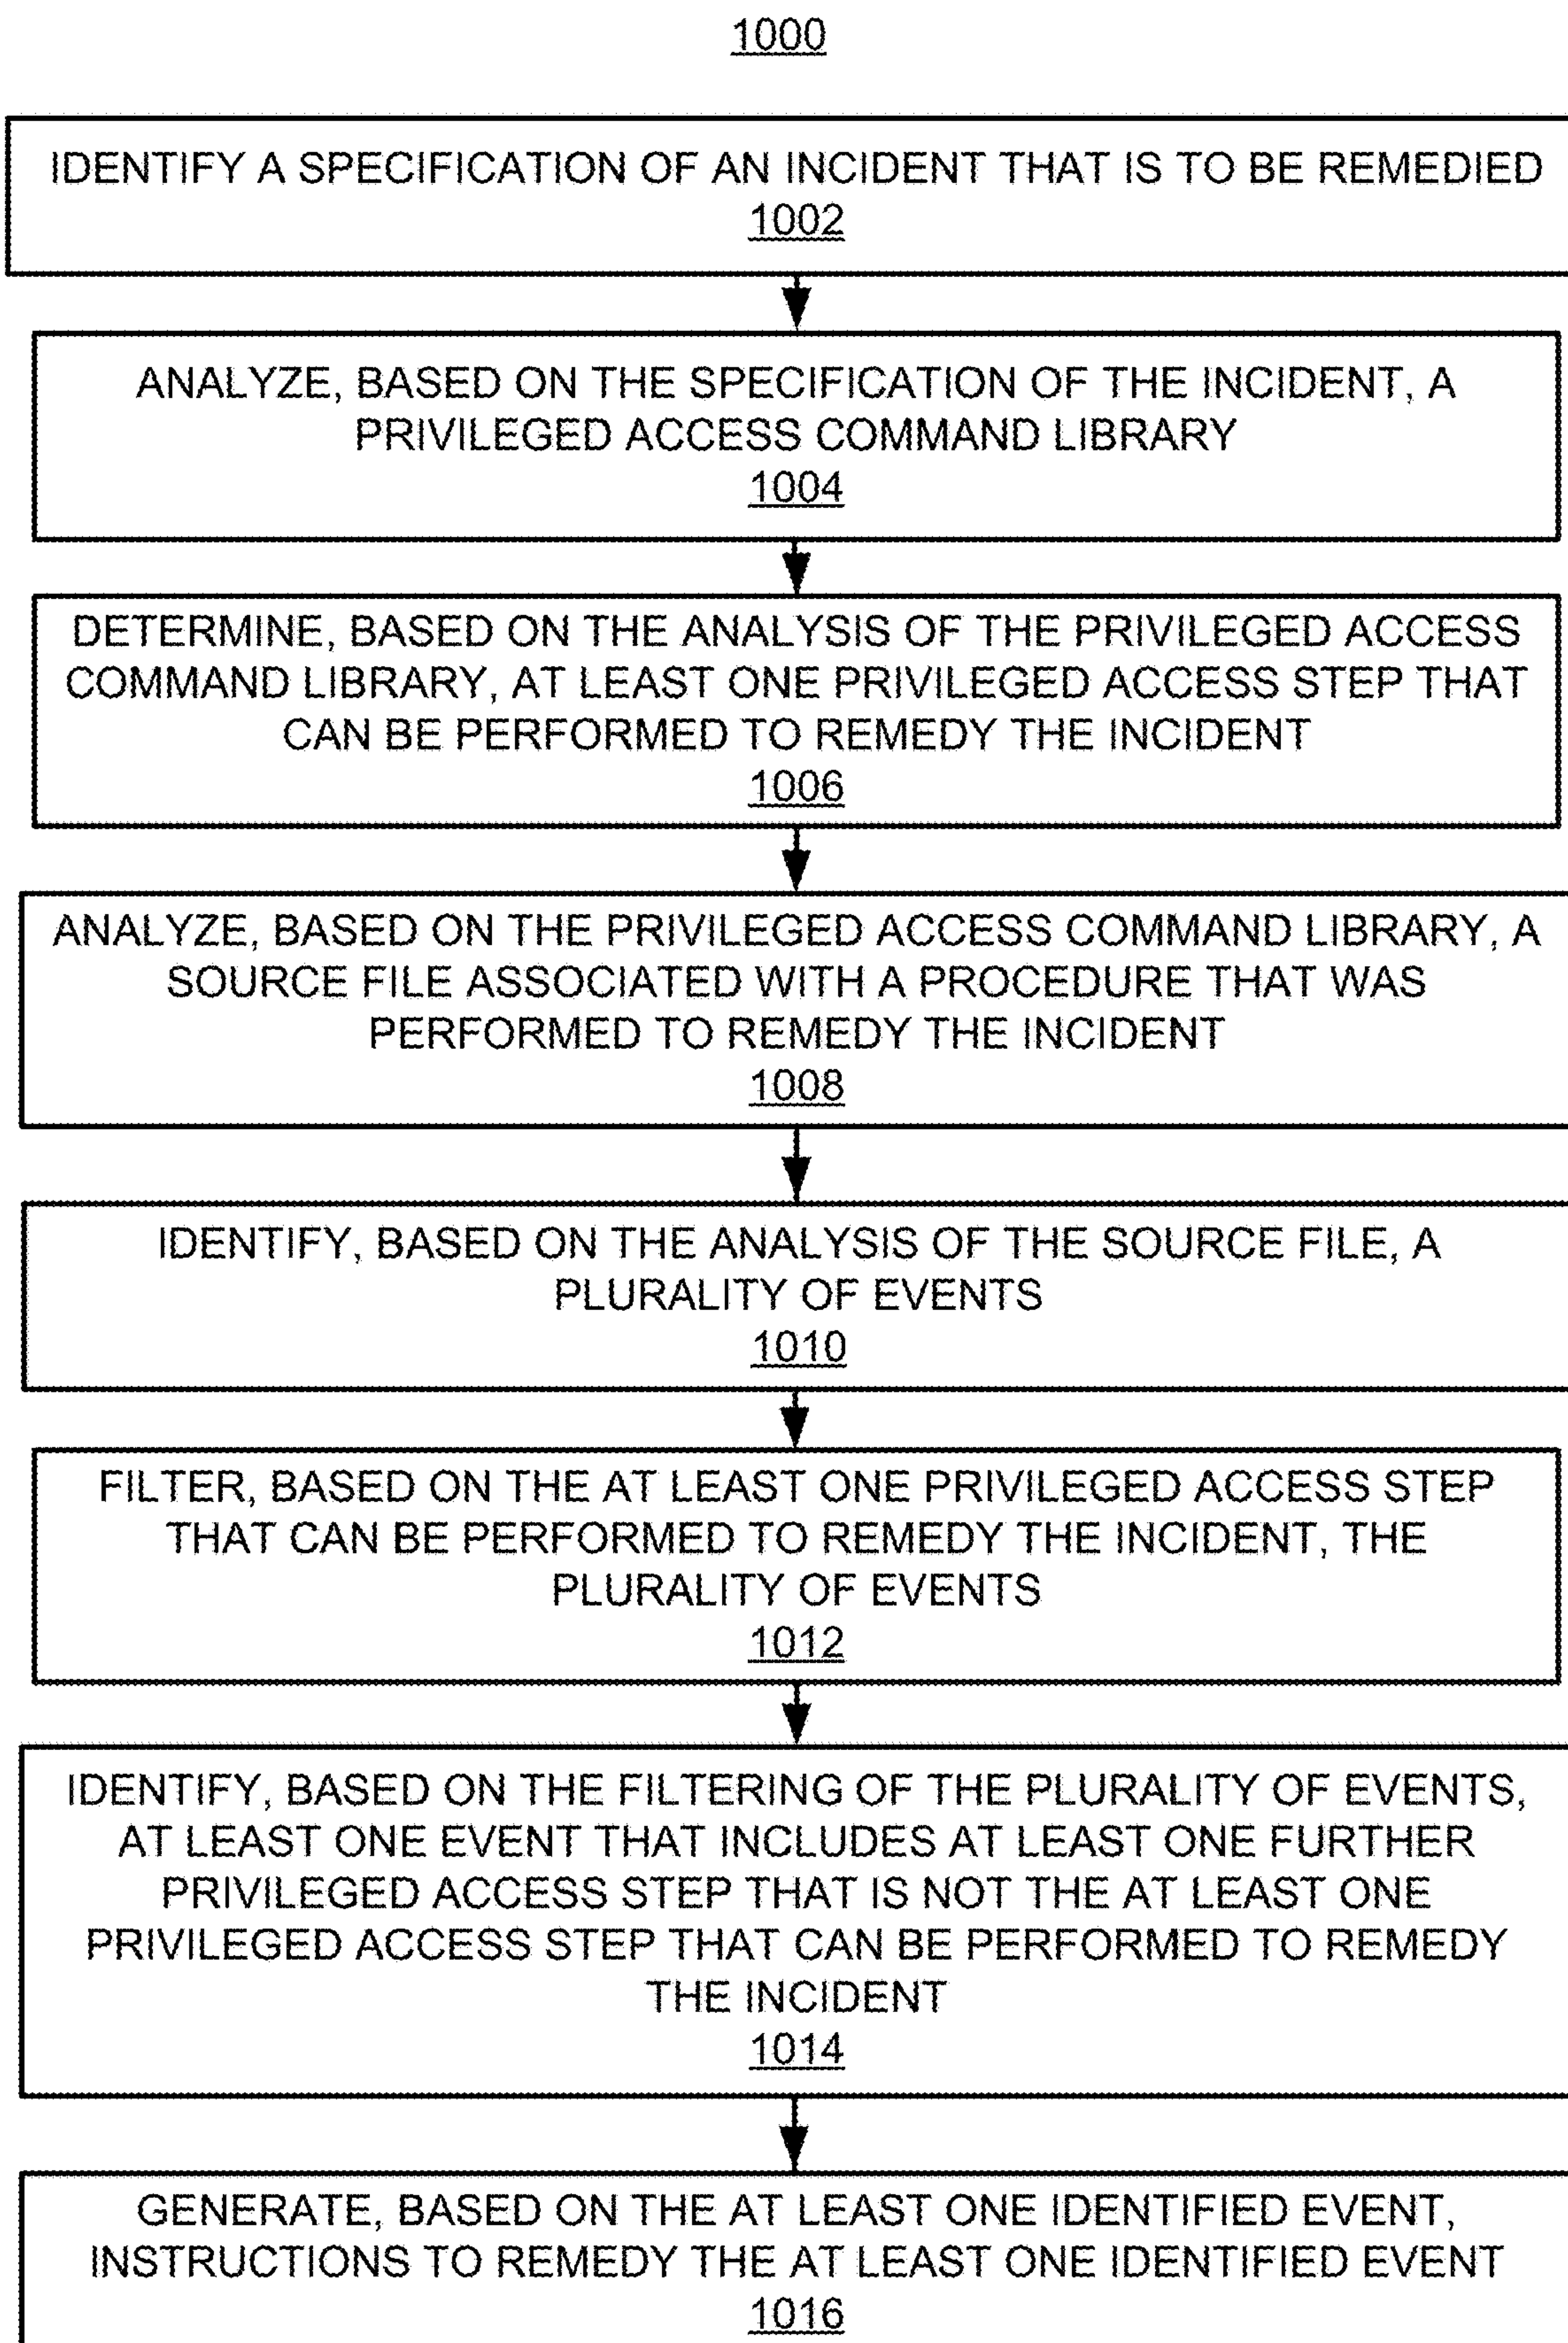 1000
IDENTIFY A SPECIFICATION OF AN INCIDENT THAT IS TO BE REMEDIED
1002
ANALYZE, BASED ON THE SPECIFICATION OF THE INCIDENT, A
PRIVILEGED ACCESS COMMAND LIBRARY
1004
DETERMINE, BASED ON THE ANALYSIS OF THE PRIVILEGED ACCESS
COMMAND LIBRARY, AT LEAST ONE PRIVILEGED ACCESS STEP THAT
CAN BE PERFORMED TO REMEDY THE INCIDENT
1006
ANALYZE, BASED ON THE PRIVILEGED ACCESS COMMAND LIBRARY, A
SOURCE FILE ASSOCIATED WITH A PROCEDURE THAT WAS
PERFORMED TO REMEDY THE INCIDENT
1008
IDENTIFY, BASED ON THE ANALYSIS OF THE SOURCE FILE, A
PLURALITY OF EVENTS
1010
FILTER, BASED ON THE AT LEAST ONE PRIVILEGED ACCESS STEP
THAT CAN BE PERFORMED TO REMEDY THE INCIDENT, THE
PLURALITY OF EVENTS
1012
IDENTIFY, BASED ON THE FILTERING OF THE PLURALITY OF EVENTS,
AT LEAST ONE EVENT THAT INCLUDES AT LEAST ONE FURTHER
PRIVILEGED ACCESS STEP THAT IS NOT THE AT LEAST ONE
PRIVILEGED ACCESS STEP THAT CAN BE PERFORMED TO REMEDY
THE INCIDENT
1014
GENERATE, BASED ON THE AT LEAST ONE IDENTIFIED EVENT,
INSTRUCTIONS TO REMEDY THE AT LEAST ONE IDENTIFIED EVENT
1016